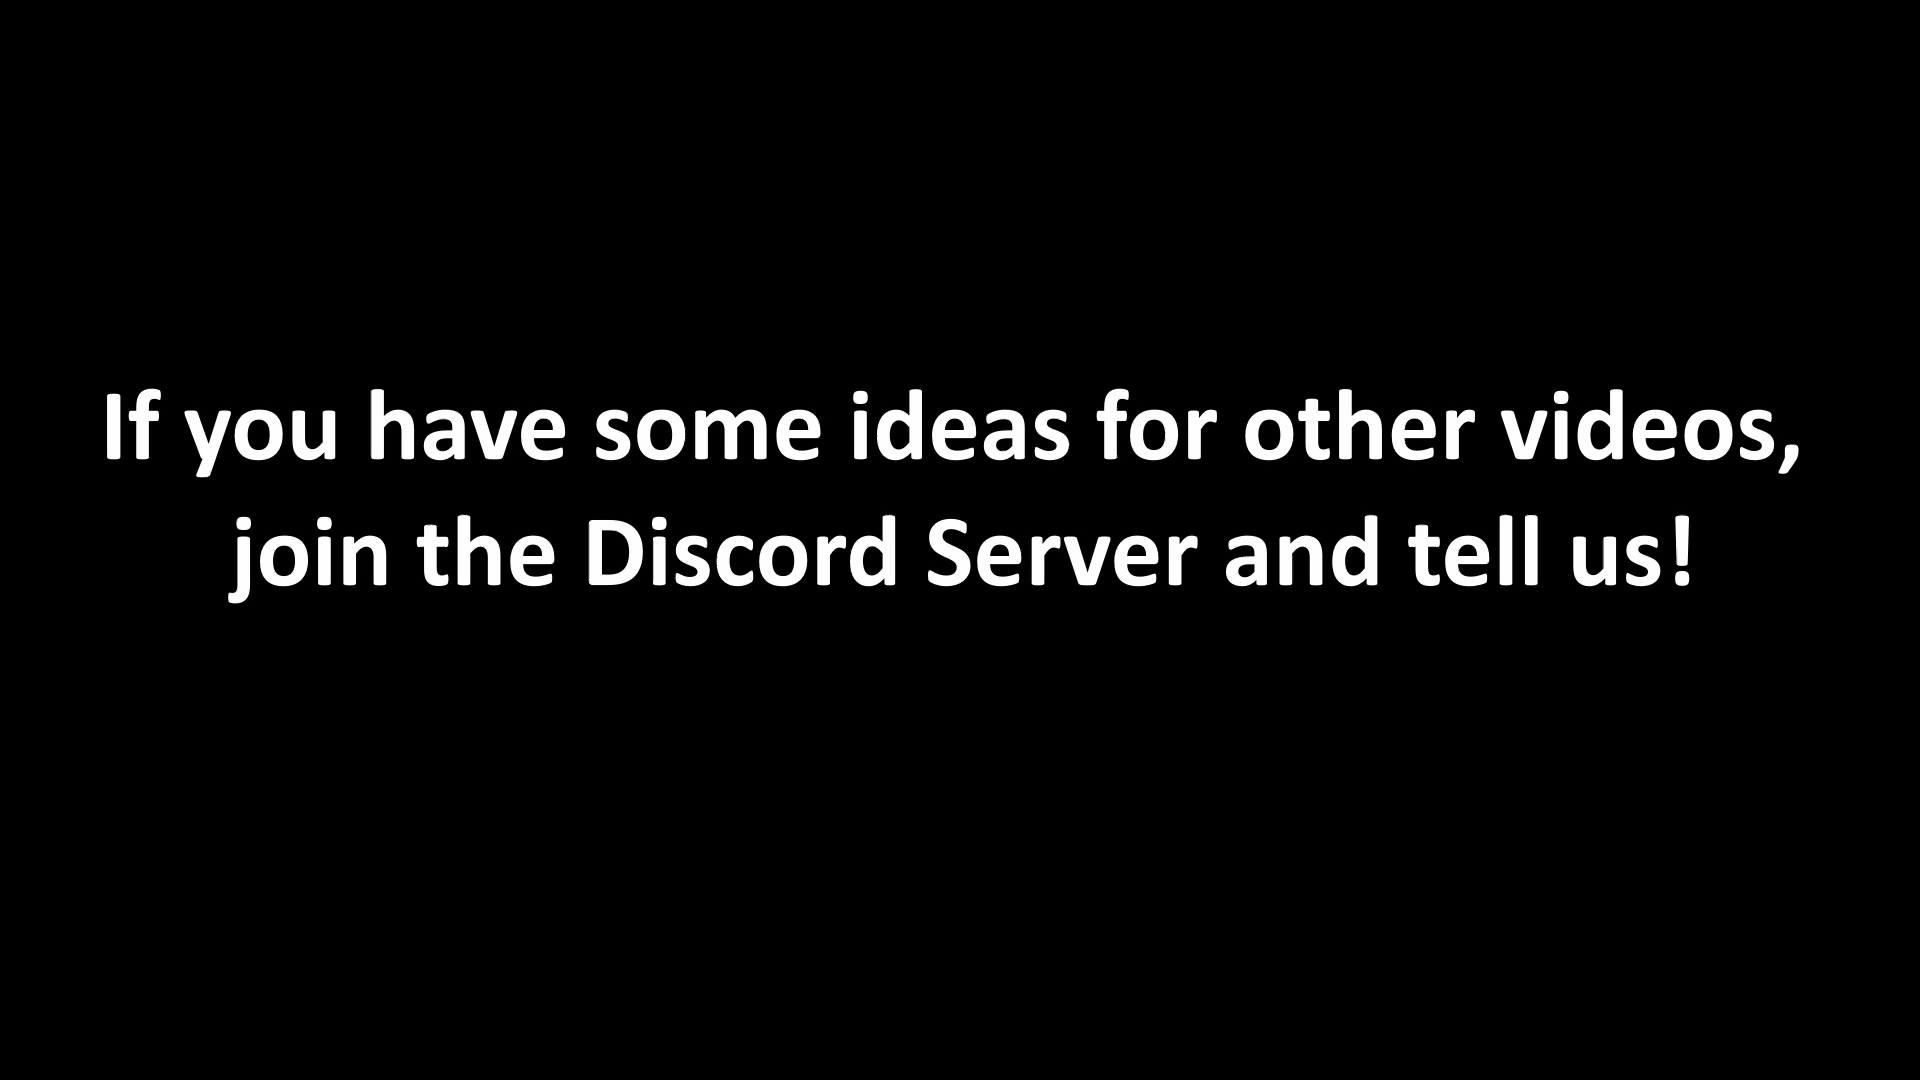 If you have some ideas for other videos,
join the Discord Server and tell us!